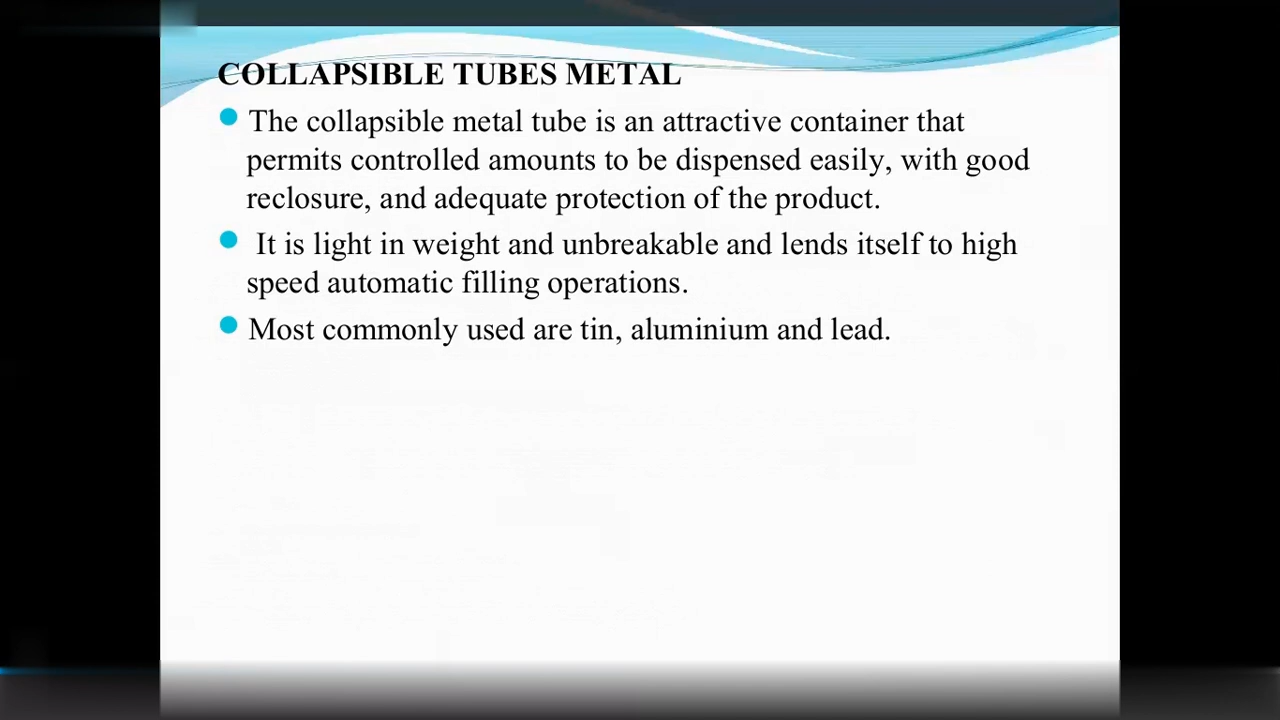 COLLAPSIBLE TUBES METAL
The collapsible metal tube is an attractive container that
permits controlled amounts to be dispensed easily, with good
reclosure, and adequate protection of the product.
It is light in weight and unbreakable and lends itself to high
speed automatic filling operations.
Most commonly used are tin, aluminium and lead.